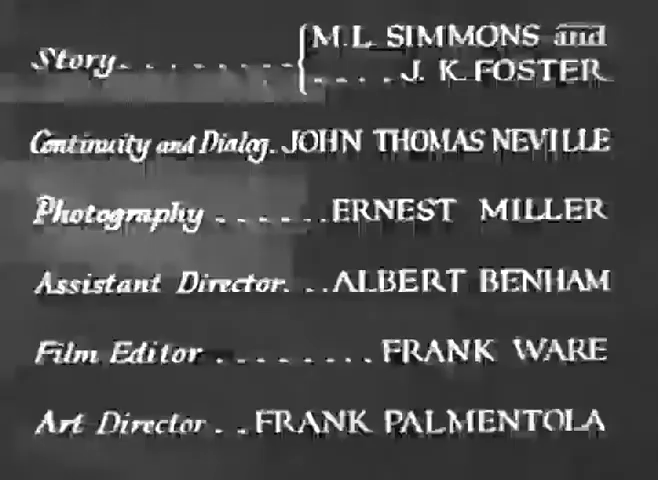 Story. . . . . . . . { M. L. SIMMONS and
. . . . J. K. FOSTER
Continuity and Dialog. JOHN THOMAS NEVILLE
Photography . . . . . . ERNEST MILLER
Assistant Director. . . ALBERT BENHAM
Film Editor . . . . . . . . FRANK WARE
Art Director . . FRANK PALMENTOLA